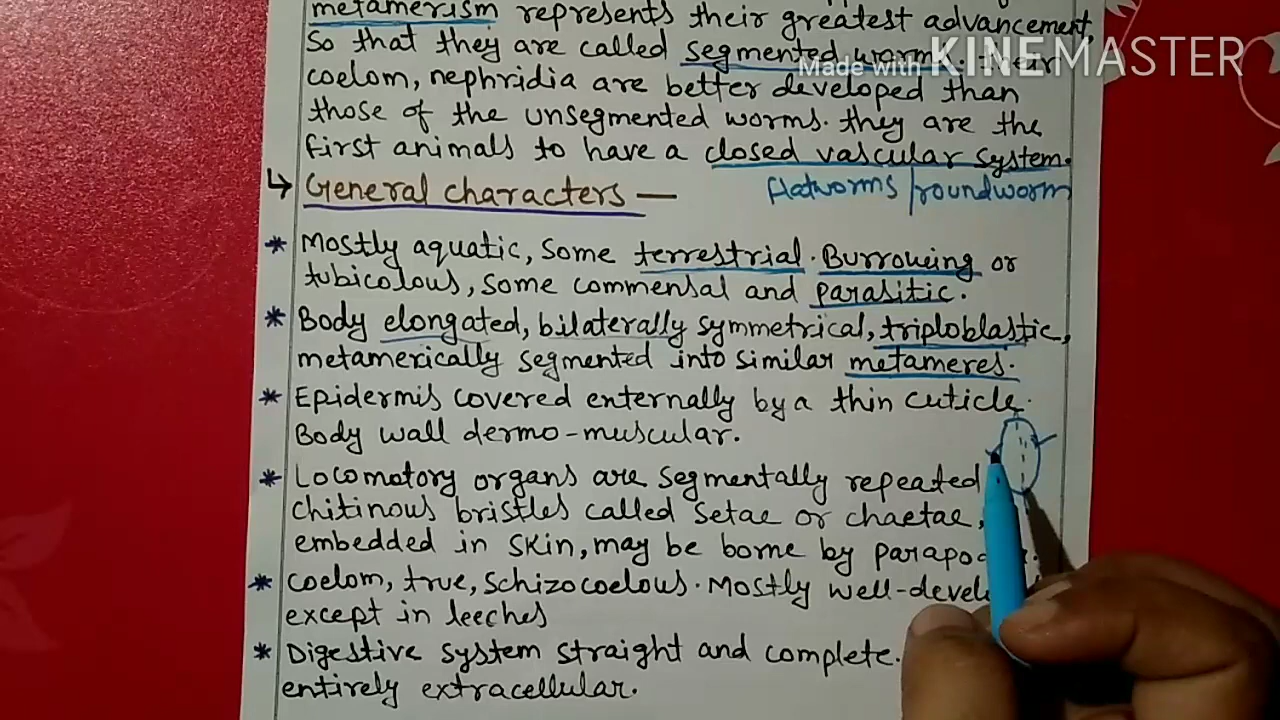 metamerism represents their greatest advancement,
So that they are called segmented worms. their
Made with KINEMASTER
coelom, nephridia are better developed than
those of the unsegmented worms. they are the
first animals to have a closed vascular system.
↳ General characters —
flatworms / roundworm
* Mostly aquatic, some terrestrial. Burrowing or
tubicolous, some commensal and parasitic.
* Body elongated, bilaterally symmetrical, triploblastic,
metamerically segmented into similar metameres.
* Epidermis covered enternally by a thin cuticle.
Body wall dermo-muscular.
* Locomotory organs are segmentally repeated
chitinous bristles called setae or chaetae,
embedded in skin, may be borne by
* coelom, true, schizocoelous. Mostly
except in leeches
* Digestive system straight and complete.
entirely extracellular.